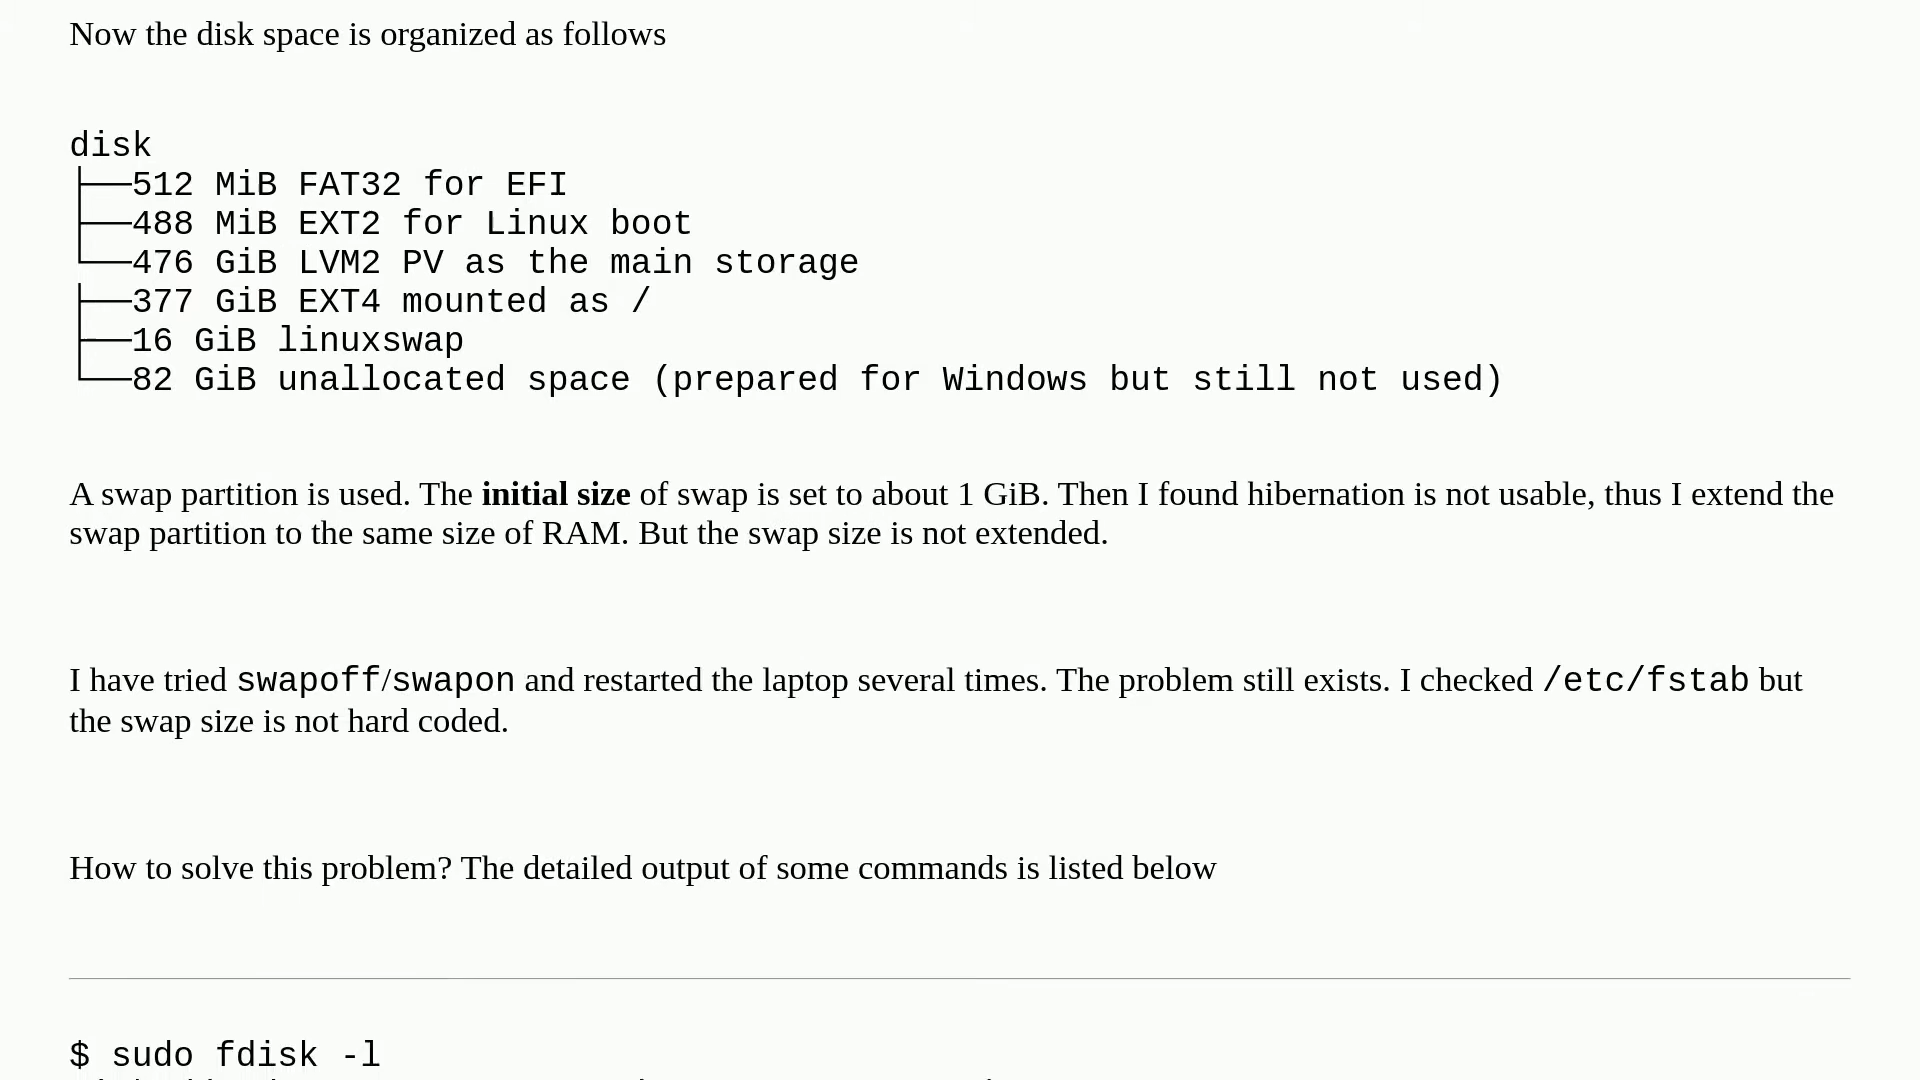 Now the disk space is organized as follows
disk
├──512 MiB FAT32 for EFI
├──488 MiB EXT2 for Linux boot
└──476 GiB LVM2 PV as the main storage
├──377 GiB EXT4 mounted as /
├──16 GiB linuxswap
└──82 GiB unallocated space (prepared for Windows but still not used)
A swap partition is used. The initial size of swap is set to about 1 GiB. Then I found hibernation is not usable, thus I extend the
swap partition to the same size of RAM. But the swap size is not extended.
I have tried swapoff/swapon and restarted the laptop several times. The problem still exists. I checked /etc/fstab but
the swap size is not hard coded.
How to solve this problem? The detailed output of some commands is listed below
$ sudo fdisk -l